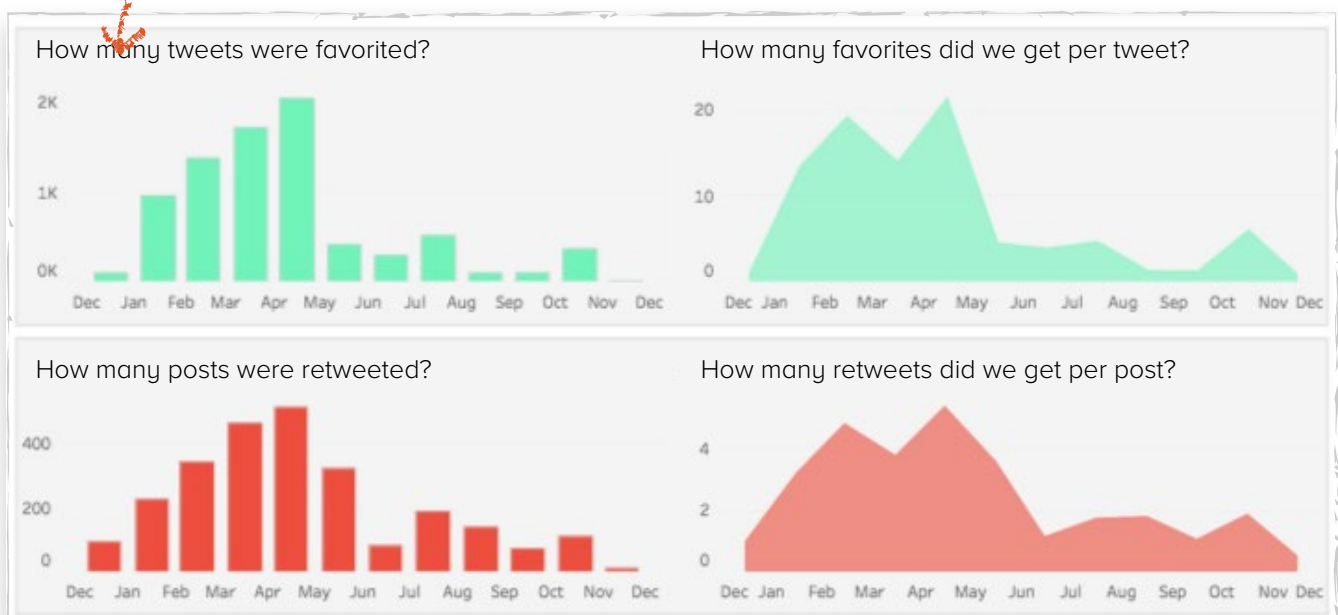 How many tweets were favorited?
2K
1K
0K
Dec Jan Feb Mar Apr May Jun Jul Aug Sep Oct Nov Dec
How many favorites did we get per tweet?
20
10
0
Dec Jan Feb Mar Apr May Jun Jul Aug Sep Oct Nov Dec
How many posts were retweeted?
400
200
0
Dec Jan Feb Mar Apr May Jun Jul Aug Sep Oct Nov Dec
How many retweets did we get per post?
4
2
0
Dec Jan Feb Mar Apr May Jun Jul Aug Sep Oct Nov Dec